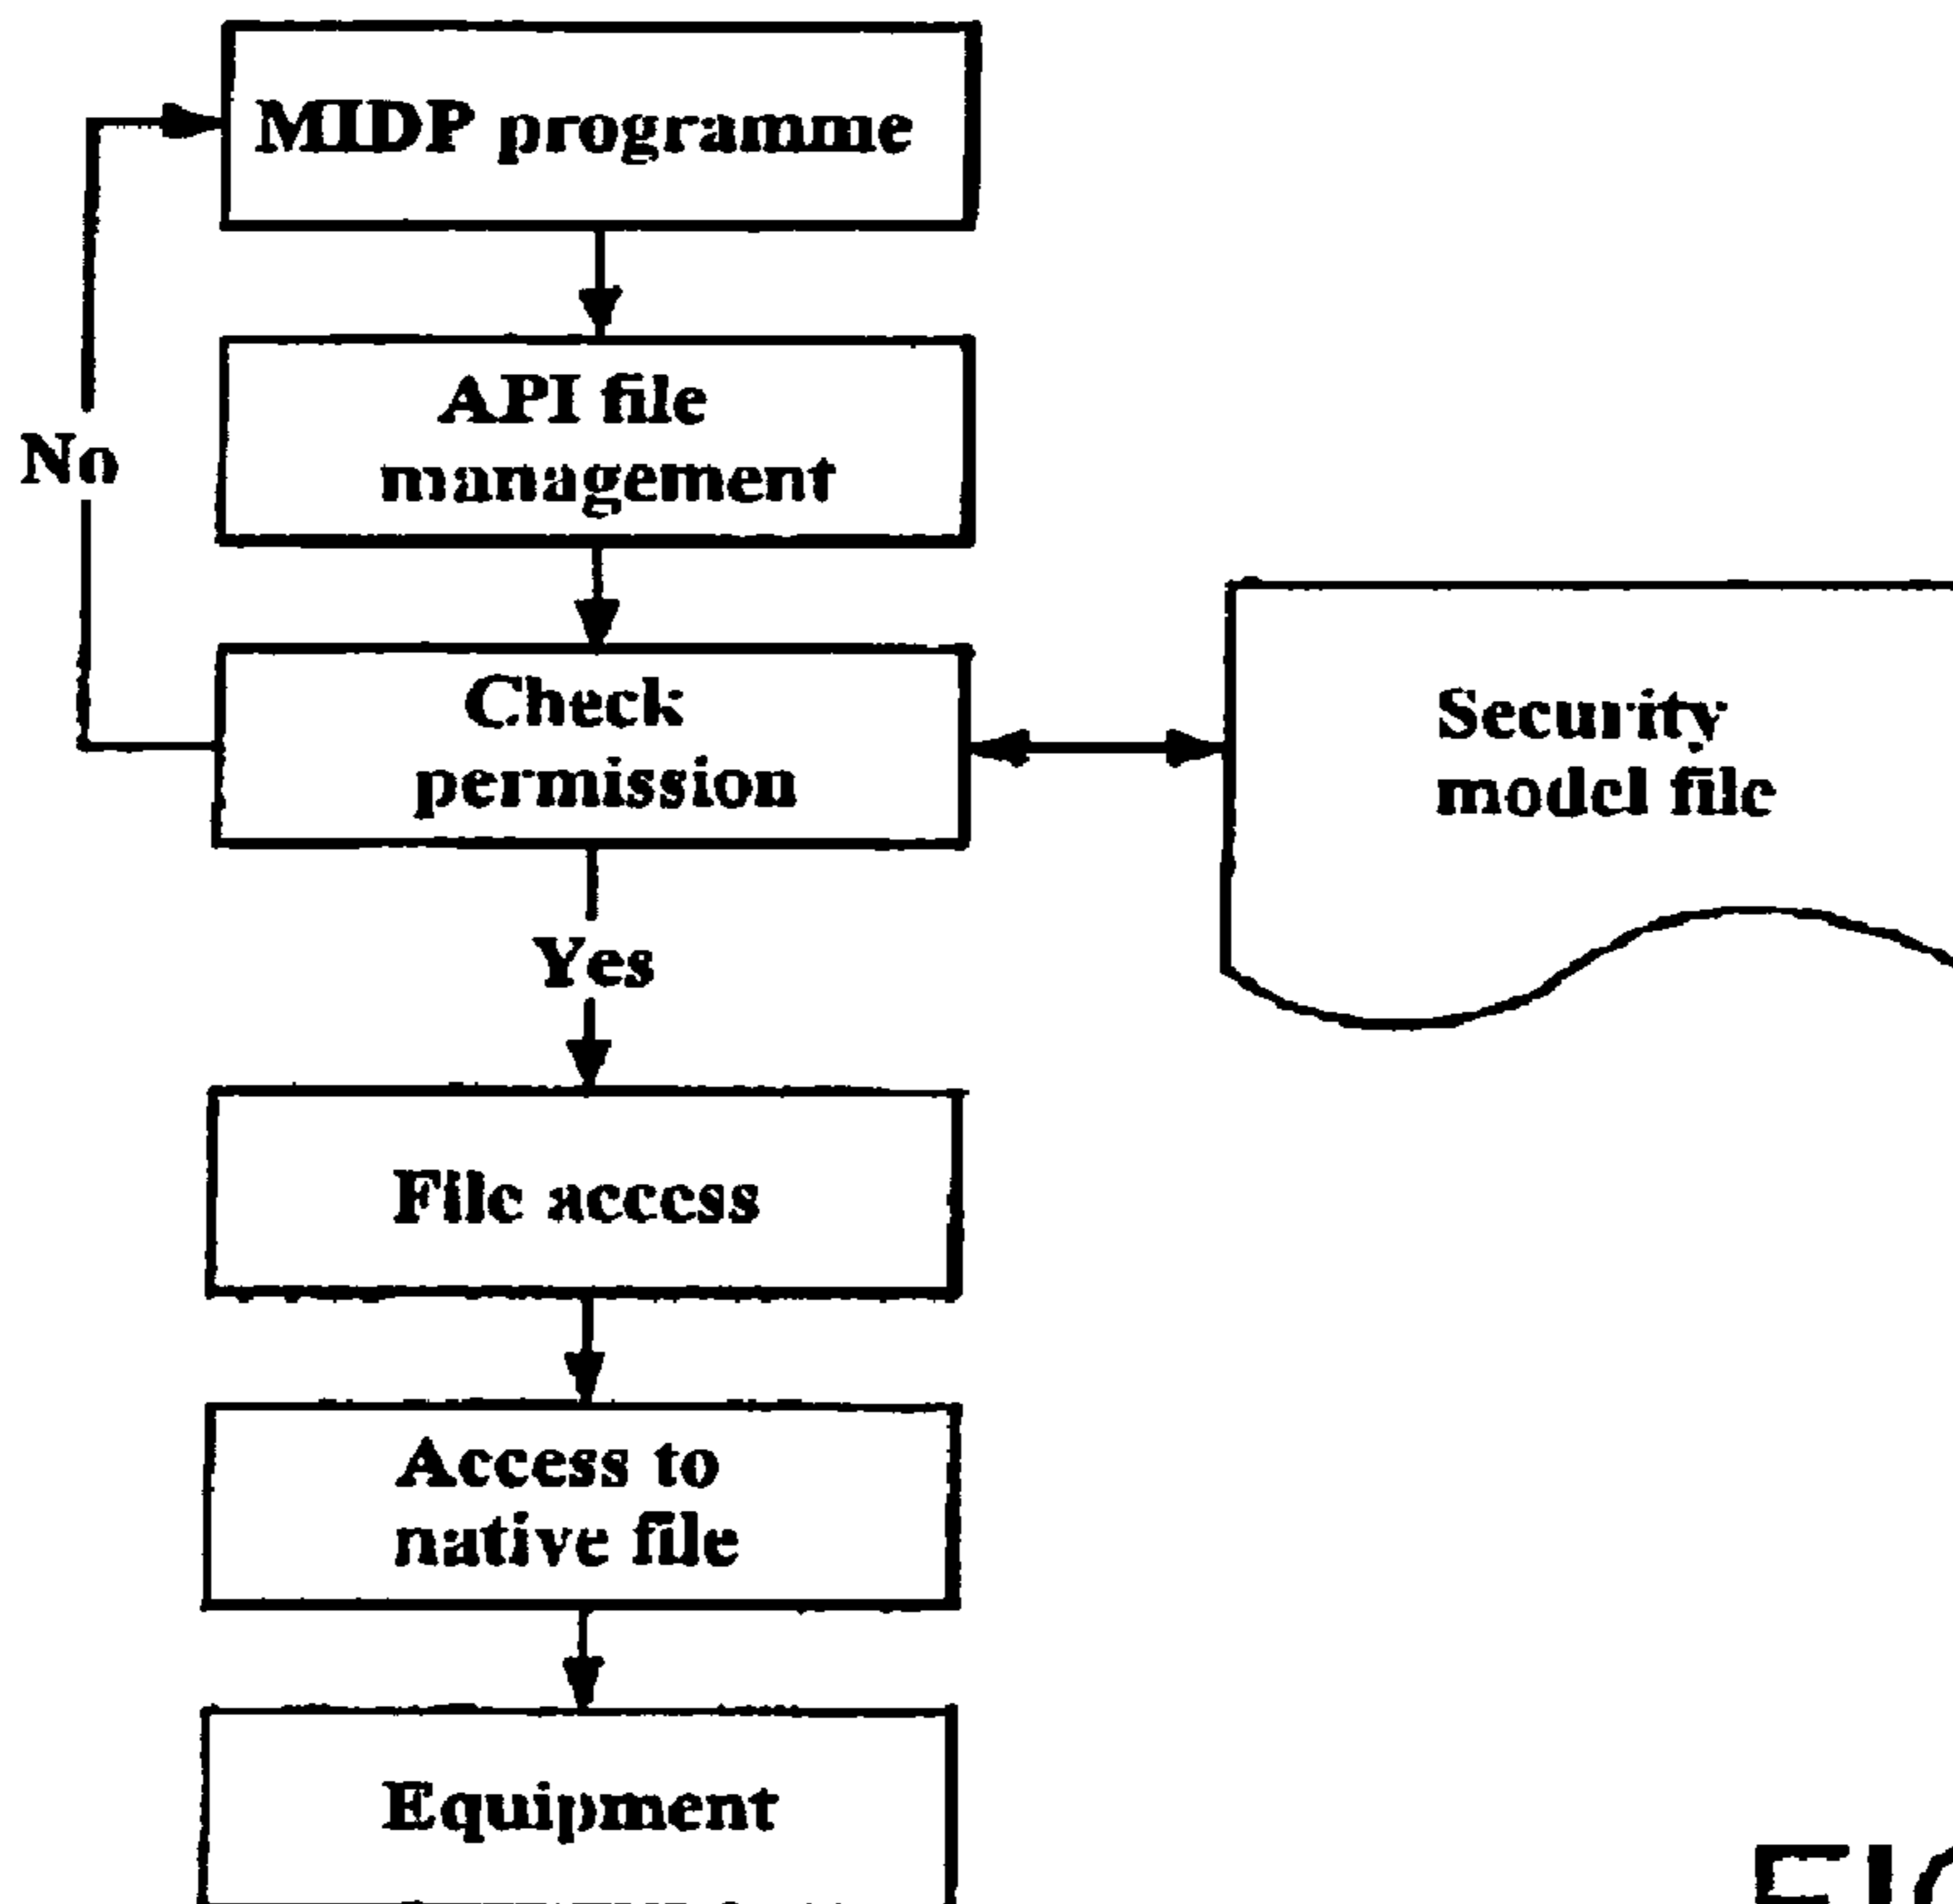 MIDP programme
API file
management
No
Check
permission
Security
model file
Yes
File access
Access to
native file
Equipment